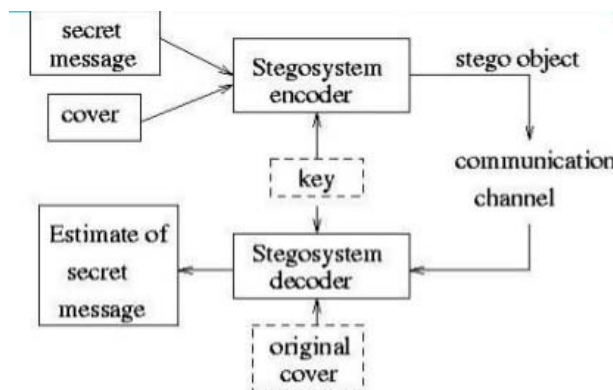 secret
message
Stegosystem
encoder
stego object
cover
key
communication
channel
Estimate of
secret
message
Stegosystem
decoder
original
cover